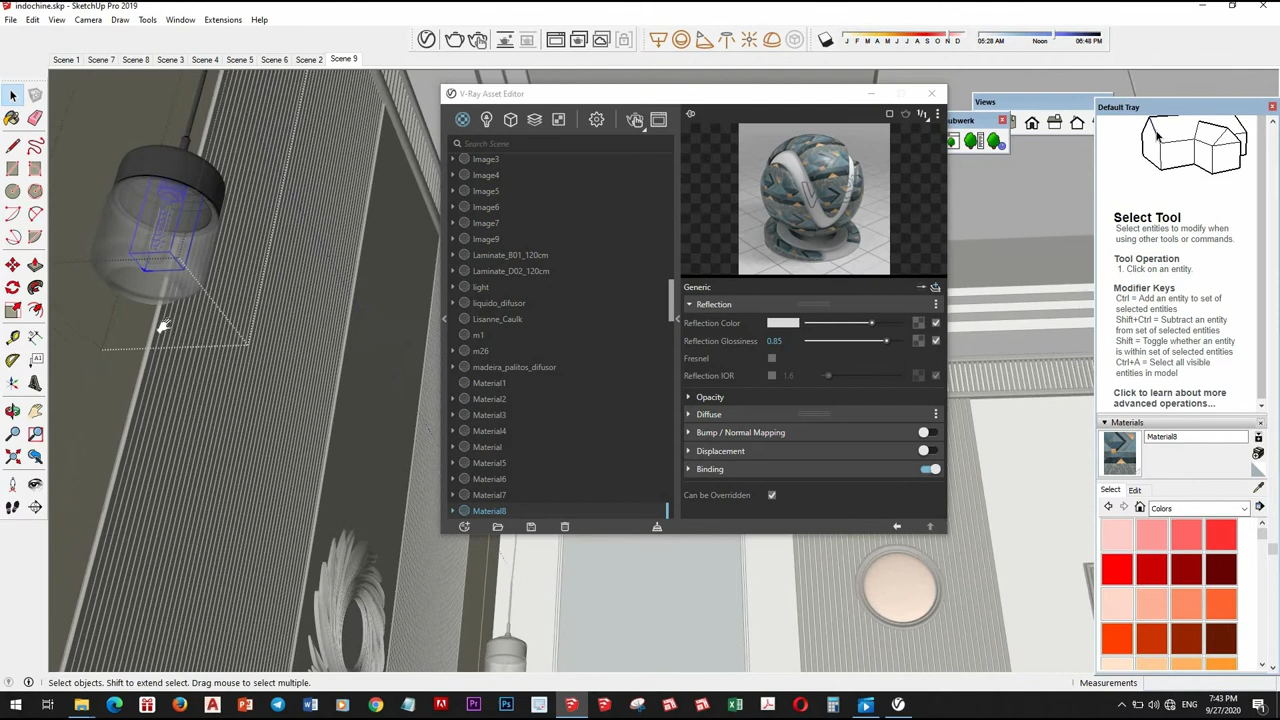 indochine.skp - SketchUp Pro 2019
File Edit View Camera Draw Tools Window Extensions Help
J F M A M J J A S O N D
05:28 AM Noon 06:48 PM
Scene 1 Scene 7 Scene 8 Scene 3 Scene 4 Scene 5 Scene 6 Scene 2 Scene 9
V-Ray Asset Editor
Search Scene
Image3
Image4
Image5
Image6
Image7
Image9
Laminate_B01_120cm
Laminate_D02_120cm
light
liquido_difusor
Lisanne_Caulk
m1
m26
madeira_palitos_difusor
Material1
Material2
Material3
Material4
Material
Material5
Material6
Material7
Material8
1/1
Generic
Reflection
Reflection Color
Reflection Glossiness 0.85
Fresnel
Reflection IOR 1.6
Opacity
Diffuse
Bump / Normal Mapping
Displacement
Binding
Can be Overridden
Views
ubwerk
Default Tray
Select Tool
Select entities to modify when
using other tools or commands.
Tool Operation
1. Click on an entity.
Modifier Keys
Ctrl = Add an entity to set of
selected entities
Shift+Ctrl = Subtract an
entity from set of selected
entities
Shift = Toggle whether an
entity is within set of selected
entities
Ctrl+A = Select all visible
entities in model
Click to learn about more
advanced operations...
Materials
Material8
Select Edit
Colors
Select objects. Shift to extend select. Drag mouse to select multiple.
Measurements
7:43 PM
9/27/2020